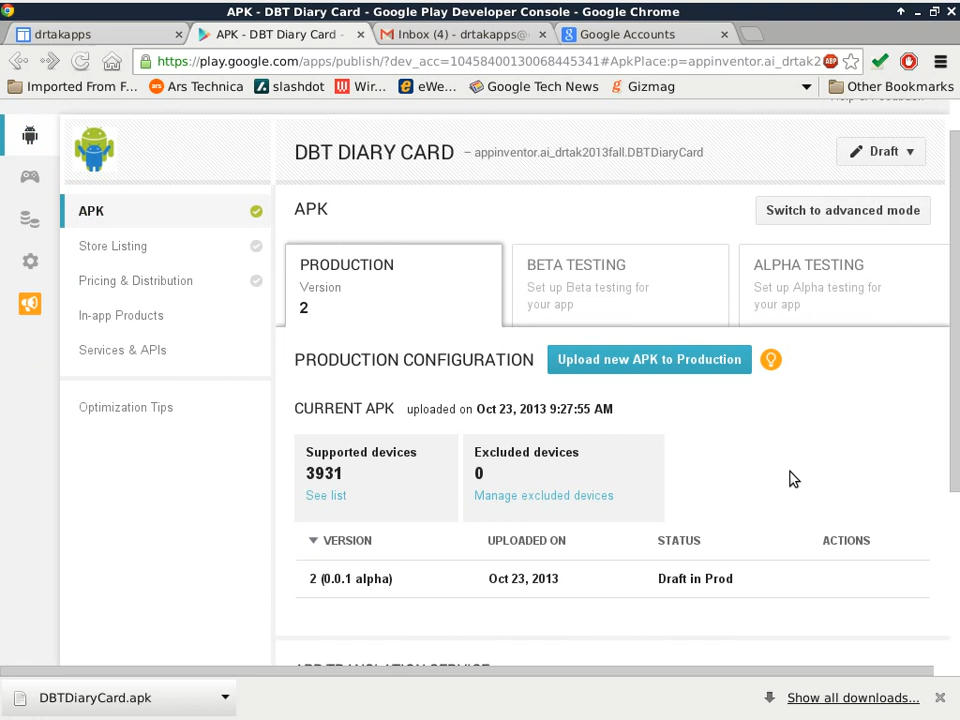 APK - DBT Diary Card - Google Play Developer Console - Google Chrome
drtakapps
APK - DBT Diary Card -
Inbox (4) - drtakapps@
Google Accounts
https://play.google.com/apps/publish/?dev_acc=10458400130068445341#ApkPlace:p=appinventor.ai_drtak2
ABP
Imported From F...
Ars Technica
slashdot
Wir...
eWe...
Google Tech News
Gizmag
Other Bookmarks
DBT DIARY CARD – appinventor.ai_drtak2013fall.DBTDiaryCard
Draft
APK
Store Listing
Pricing & Distribution
In-app Products
Services & APIs
Optimization Tips
APK
Switch to advanced mode
PRODUCTION
Version
2
BETA TESTING
Set up Beta testing for
your app
ALPHA TESTING
Set up Alpha testing for
your app
PRODUCTION CONFIGURATION
Upload new APK to Production
CURRENT APK uploaded on Oct 23, 2013 9:27:55 AM
Supported devices
3931
See list
Excluded devices
0
Manage excluded devices
VERSION UPLOADED ON STATUS ACTIONS
2 (0.0.1 alpha) Oct 23, 2013 Draft in Prod
DBTDiaryCard.apk
Show all downloads...